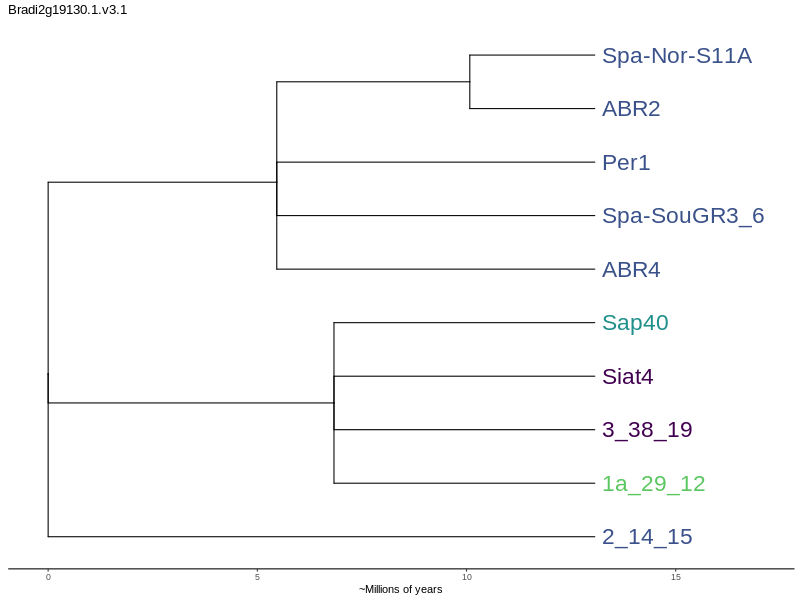 Bradi2g19130.1.v3.1
Spa-Nor-S11A
ABR2
Per1
Spa-SouGR3_6
ABR4
Sap40
Siat4
3_38_19
1a_29_12
2_14_15
0 5 10 15
~Millions of years